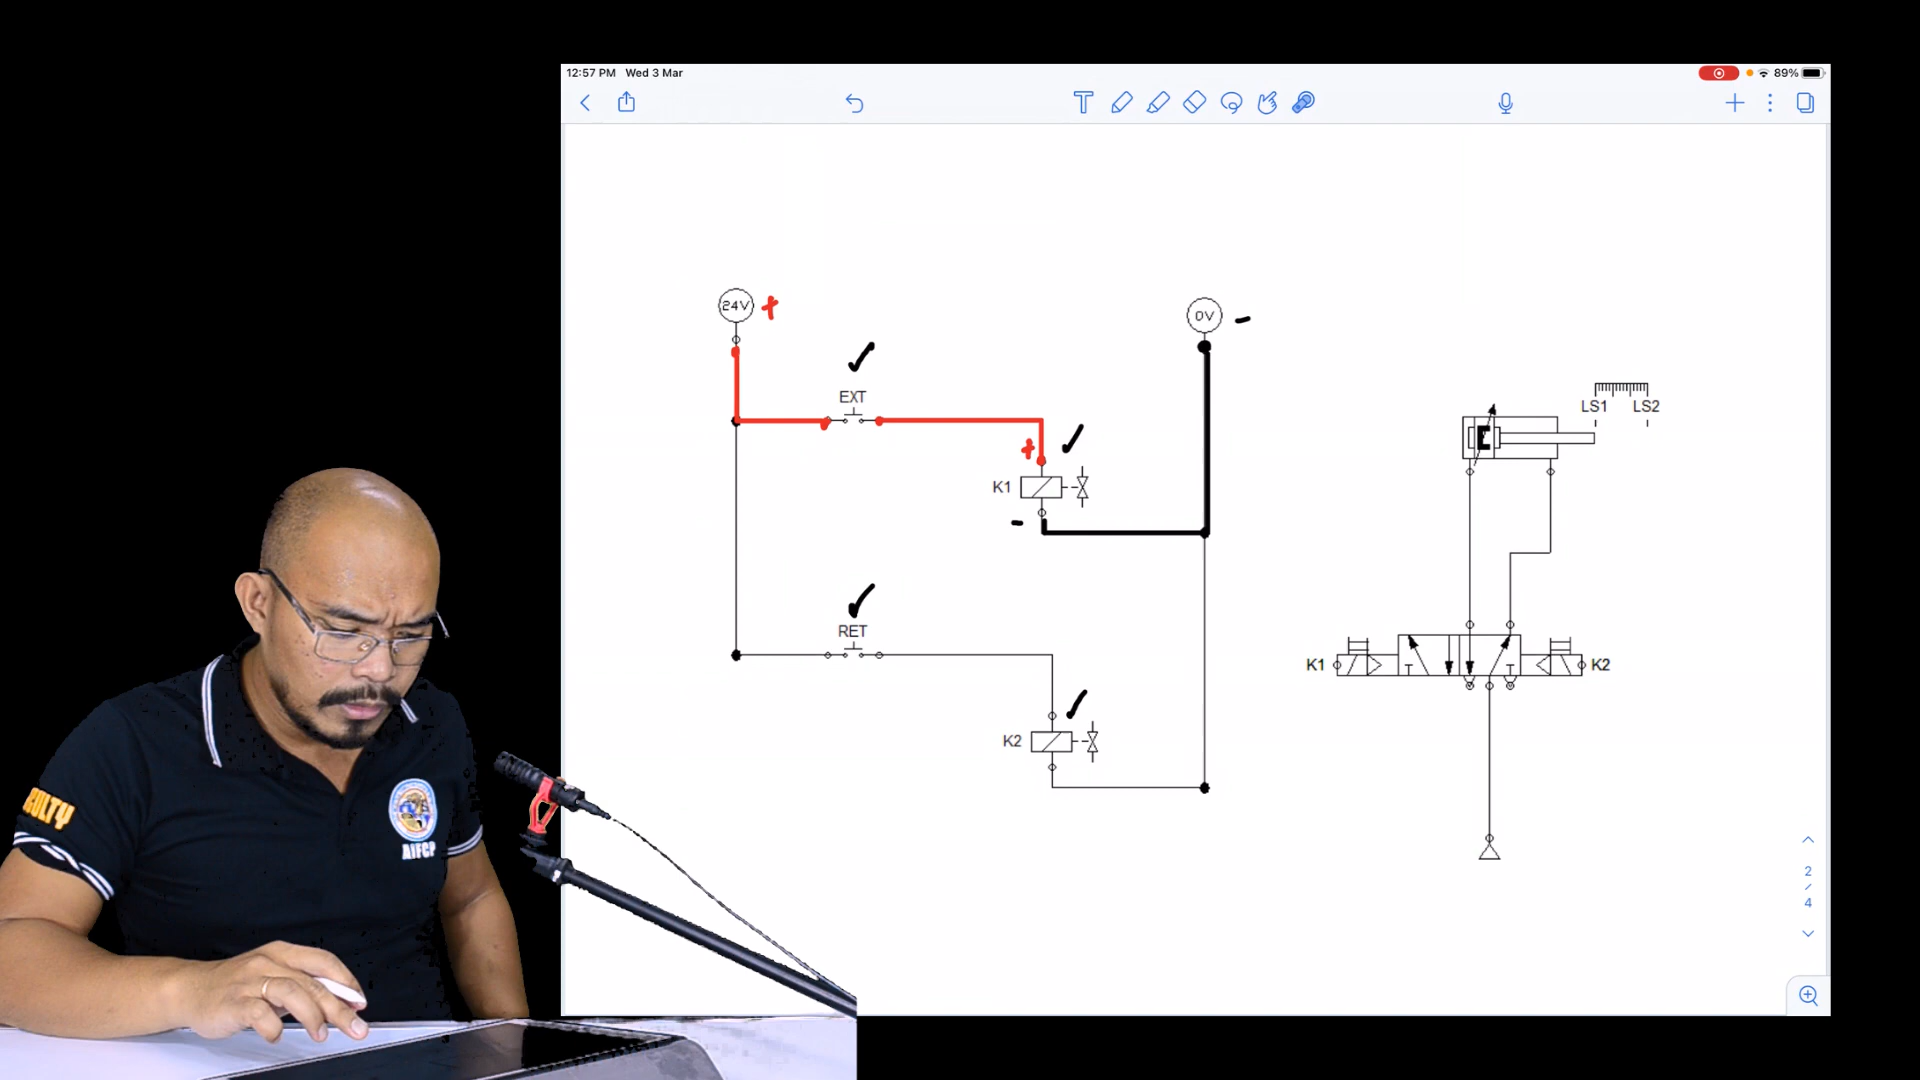 12:57 PM Wed 3 Mar
89%
24V +
0V -
EXT
LS1 LS2
+
K1
-
RET
K1 K2
K2
2
/
4
CULTY
AIFCP